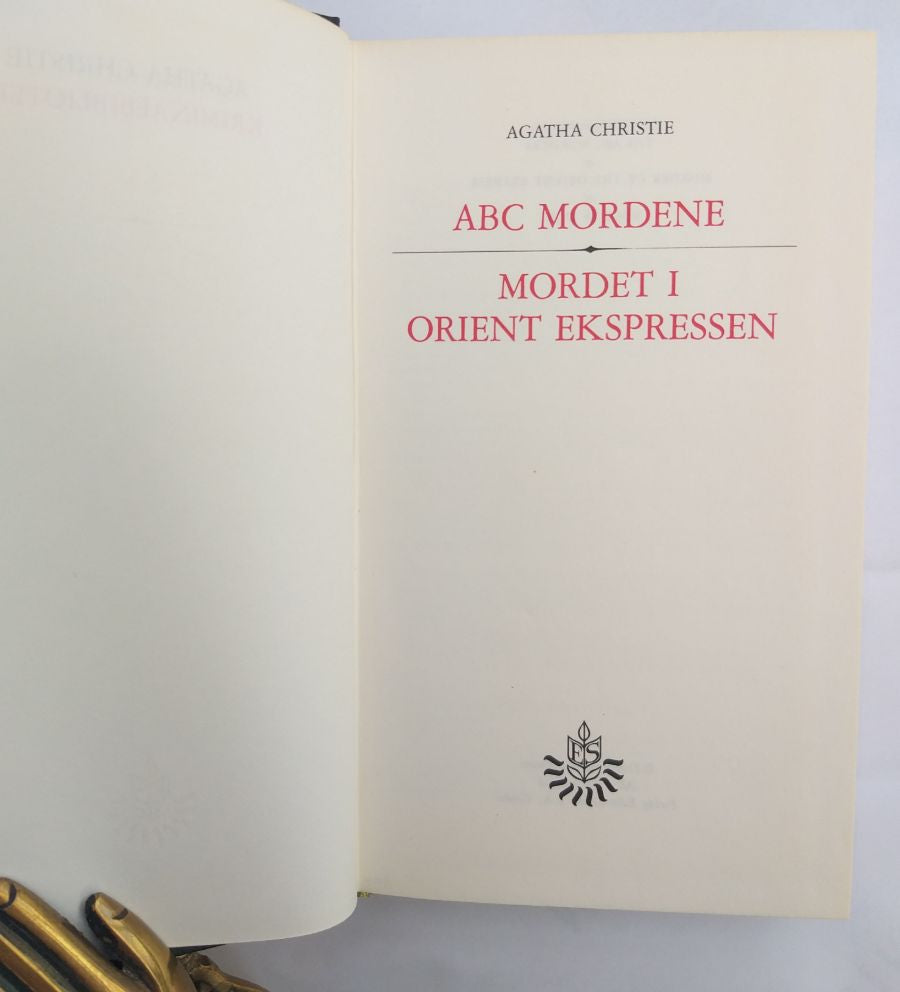 AGATHA CHRISTIE
ABC MORDENE
MORDET I
ORIENT EKSPRESSEN
ES